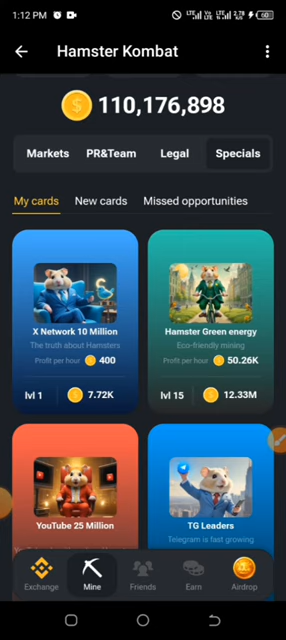 1:12 PM
Hamster Kombat
110,176,898
Markets PR&Team Legal Specials
My cards New cards Missed opportunities
X Network 10 Million
The truth about Hamsters
Profit per hour 400
lvl 1 7.72K
Hamster Green energy
Eco-friendly mining
Profit per hour 50.26K
lvl 15 12.33M
YouTube 25 Million
TG Leaders
Telegram is fast growing
Exchange Mine Friends Earn Airdrop